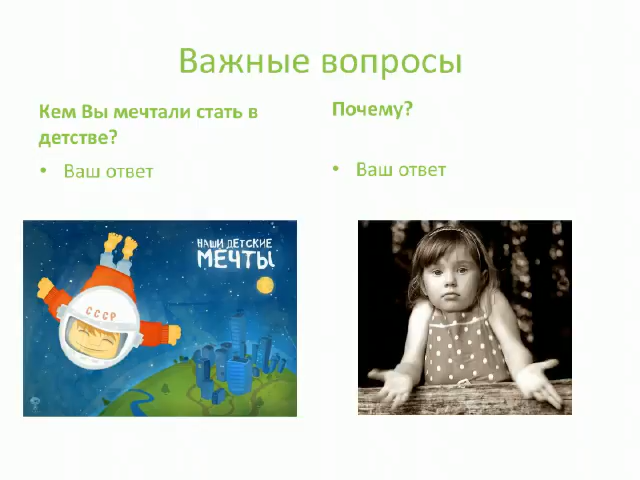 Важные вопросы
Кем Вы мечтали стать в
детстве?
• Ваш ответ
Почему?
• Ваш ответ
НАШИ ДЕТСКИЕ
МЕЧТЫ
СССР